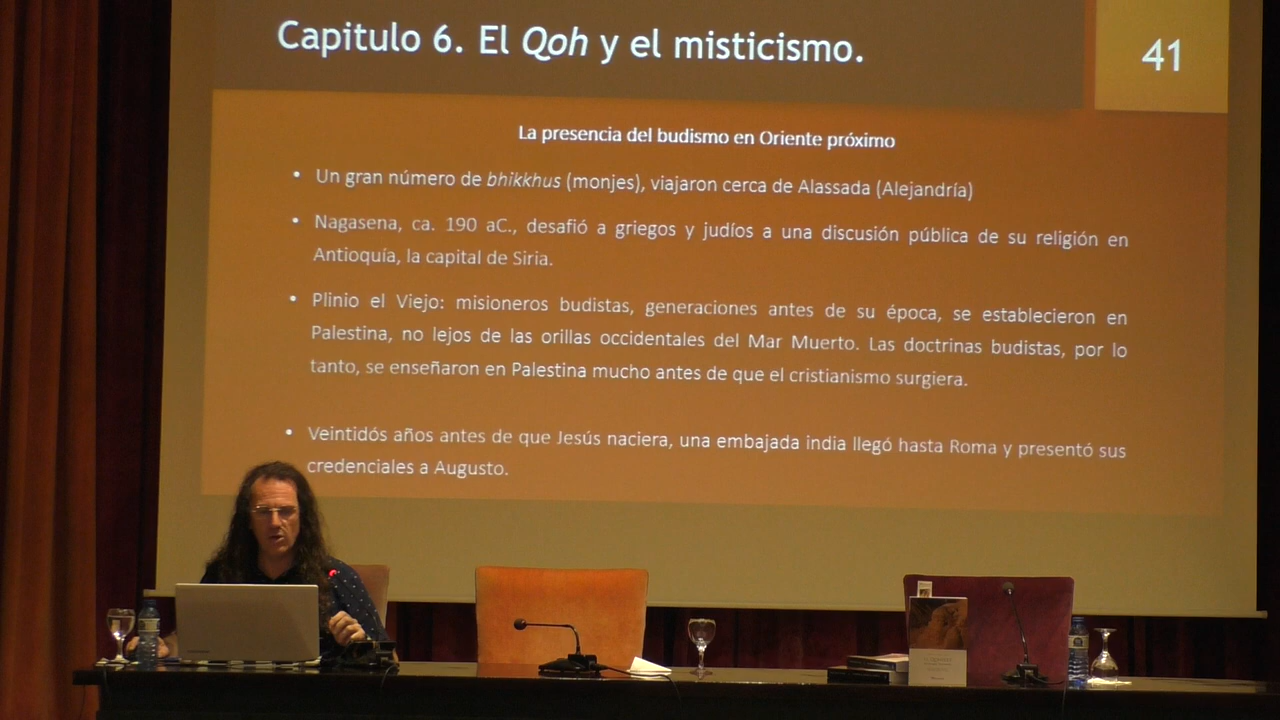 Capitulo 6. El Qoh y el misticismo.
41
La presencia del budismo en Oriente próximo
• Un gran número de bhikkhus (monjes), viajaron cerca de Alassada (Alejandría)
• Nagasena, ca. 190 aC., desafió a griegos y judíos a una discusión pública de su religión en
Antioquía, la capital de Siria.
• Plinio el Viejo: misioneros budistas, generaciones antes de su época, se establecieron en
Palestina, no lejos de las orillas occidentales del Mar Muerto. Las doctrinas budistas, por lo
tanto, se enseñaron en Palestina mucho antes de que el cristianismo surgiera.
• Veintidós años antes de que Jesús naciera, una embajada india llegó hasta Roma y presentó sus
credenciales a Augusto.